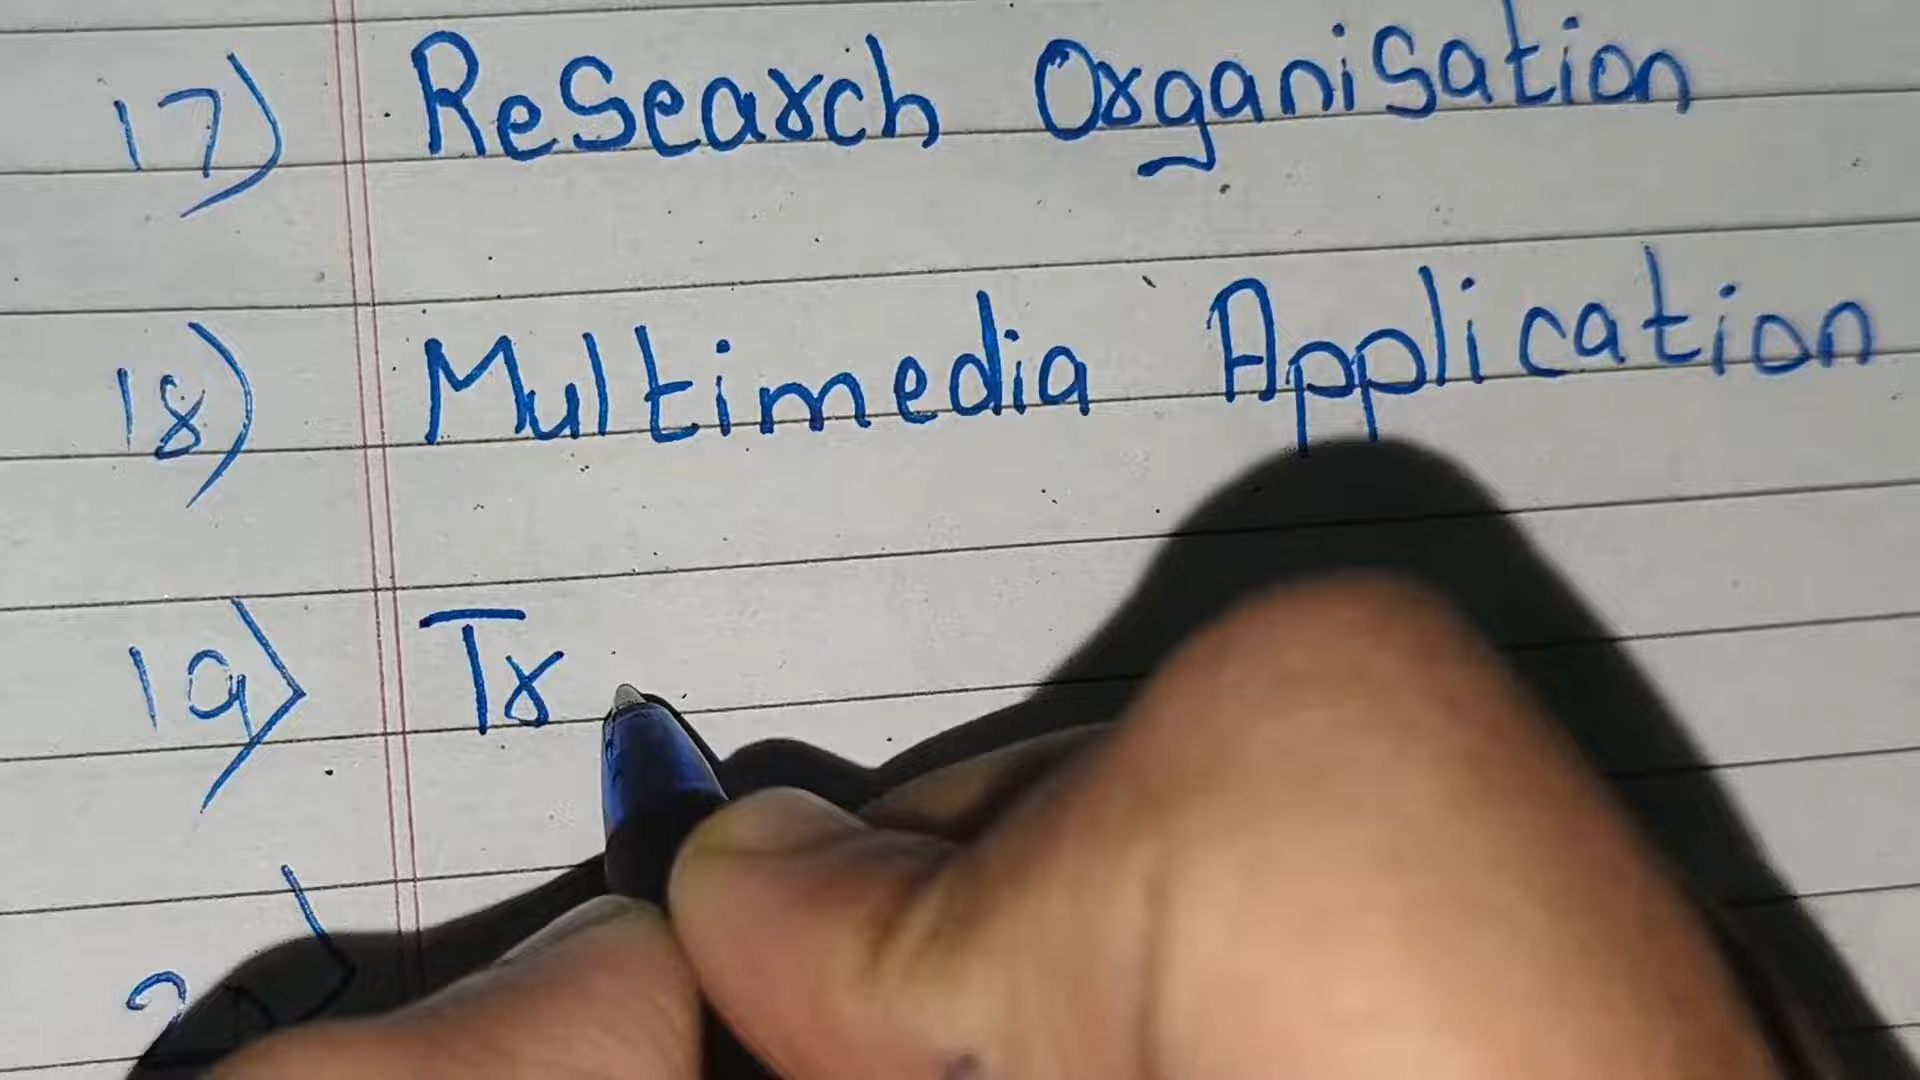 17) Research Organisation
18) Multimedia Application
19) Tr